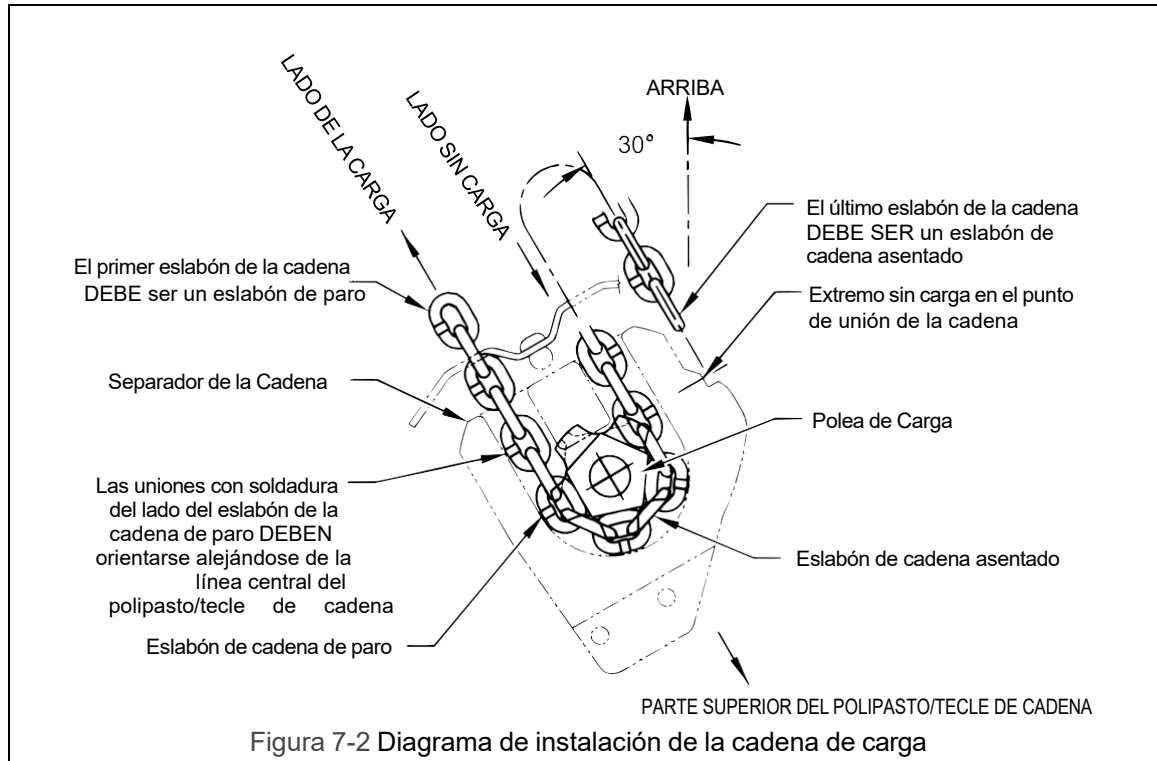 LADO DE LA CARGA
LADO SIN CARGA
ARRIBA
30°
El último eslabón de la cadena
DEBE SER un eslabón de
cadena asentado
El primer eslabón de la cadena
DEBE ser un eslabón de paro
Extremo sin carga en el punto
de unión de la cadena
Separador de la Cadena
Polea de Carga
Las uniones con soldadura
del lado del eslabón de la
cadena de paro DEBEN
orientarse alejándose de la
línea central del
polipasto/tecle de cadena
Eslabón de cadena asentado
Eslabón de cadena de paro
PARTE SUPERIOR DEL POLIPASTO/TECLE DE CADENA
Figura 7-2 Diagrama de instalación de la cadena de carga